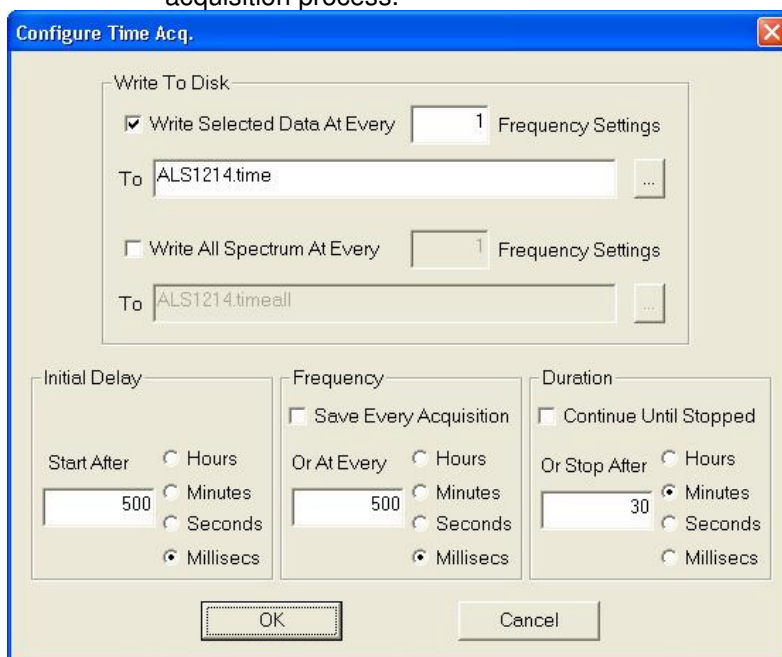 acquisition process.
Configure Time Acq.
Write To Disk
Write Selected Data At Every 1 Frequency Settings
To ALS1214.time ...
Write All Spectrum At Every 1 Frequency Settings
To ALS1214.timeall ...
Initial Delay
Start After
500
Hours
Minutes
Seconds
Millisecs
Frequency
Save Every Acquisition
Or At Every
500
Hours
Minutes
Seconds
Millisecs
Duration
Continue Until Stopped
Or Stop After
30
Hours
Minutes
Seconds
Millisecs
OK
Cancel